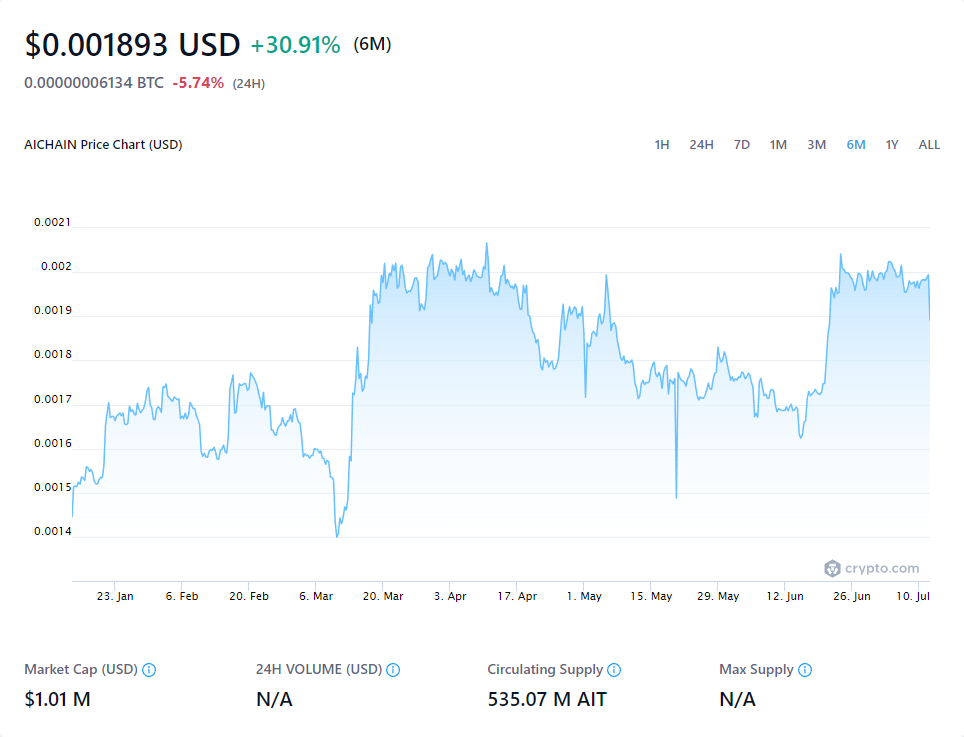 $0.001893 USD +30.91% (6M)
0.00000006134 BTC -5.74% (24H)
AICHAIN Price Chart (USD) 1H 24H 7D 1M 3M 6M 1Y ALL
0.0021
0.002
0.0019
0.0018
0.0017
0.0016
0.0015
0.0014
crypto.com
23. Jan 6. Feb 20. Feb 6. Mar 20. Mar 3. Apr 17. Apr 1. May 15. May 29. May 12. Jun 26. Jun 10. Jul
Market Cap (USD) 24H VOLUME (USD) Circulating Supply Max Supply
$1.01 M N/A 535.07 M AIT N/A